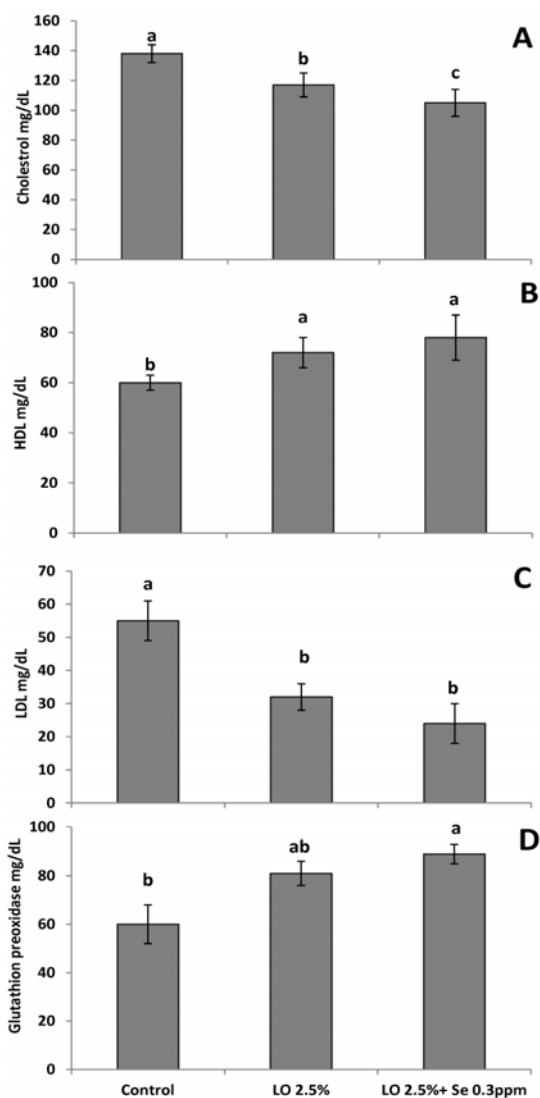 A
Cholestrol mg/dL
160
140
120
100
80
60
40
20
0
a
b
c
B
HDL mg/dL
100
80
60
40
20
0
b
a
a
C
LDL mg/dL
70
60
50
40
30
20
10
0
a
b
b
D
Glutathion preoxidase mg/dL
100
80
60
40
20
0
b
ab
a
Control
LO 2.5%
LO 2.5%+ Se 0.3ppm